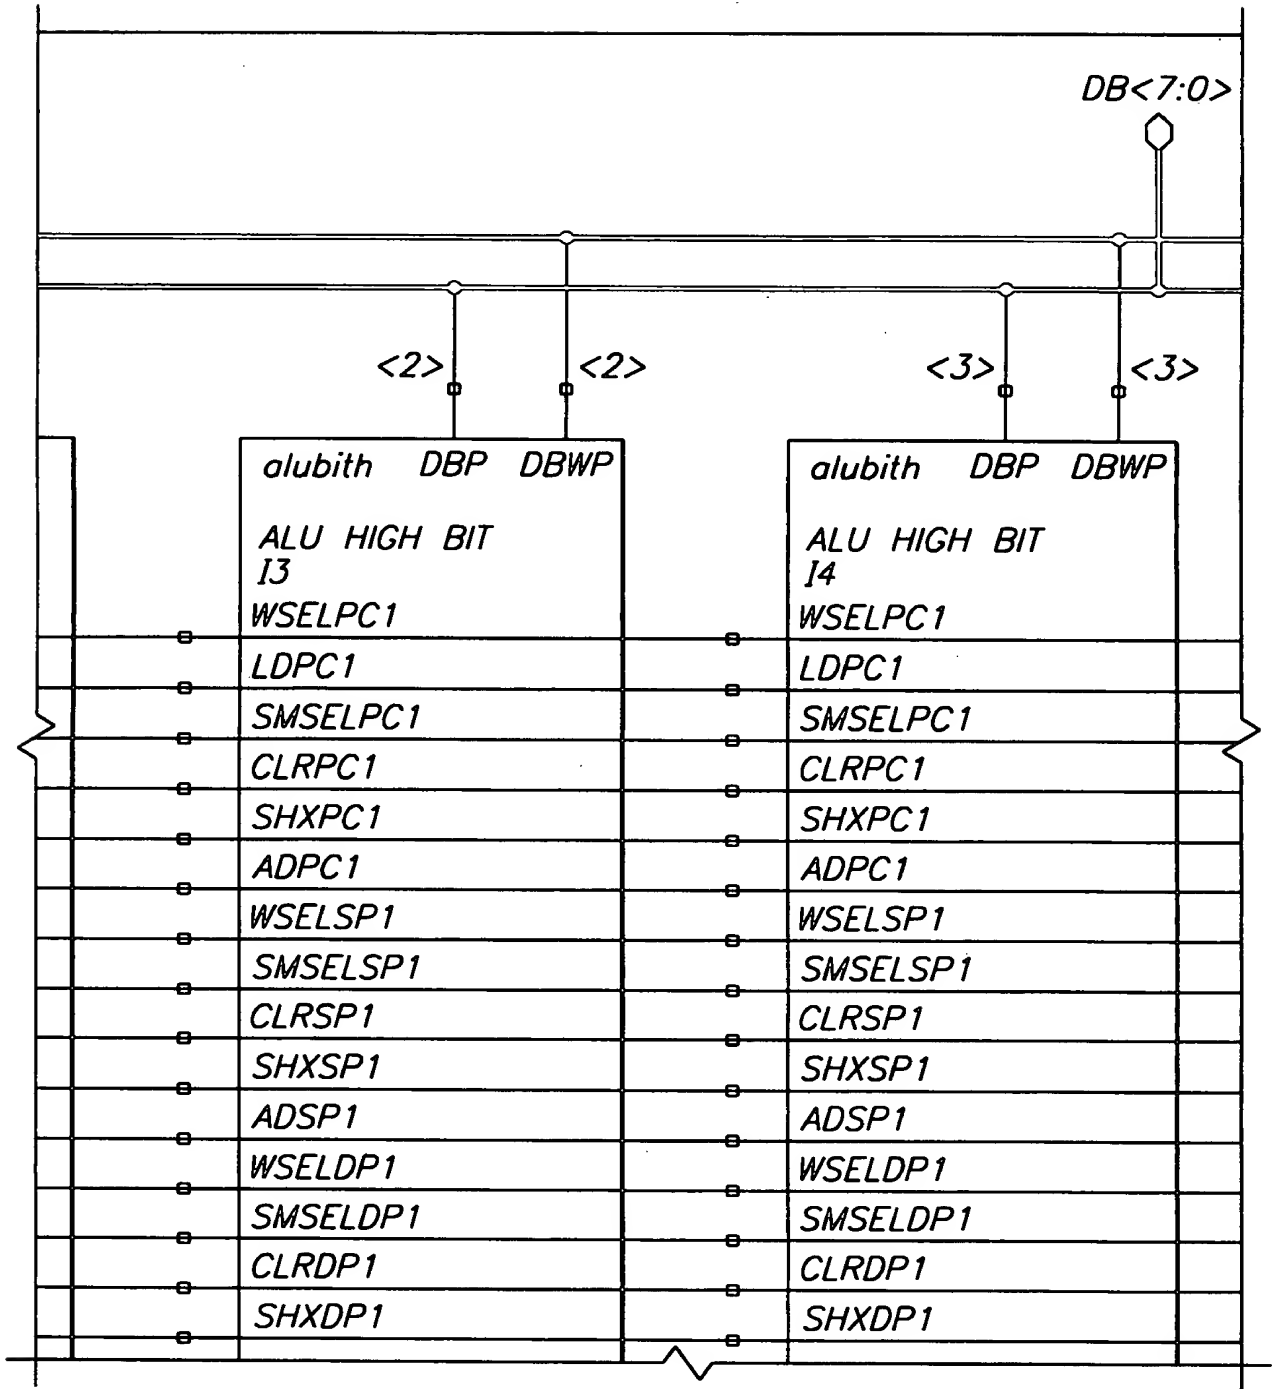 DB<7:0>
<2> <2> <3> <3>
alubith DBP DBWP
ALU HIGH BIT
I3
WSELPC1
LDPC1
SMSELPC1
CLRPC1
SHXPC1
ADPC1
WSELSP1
SMSELSP1
CLRSP1
SHXSP1
ADSP1
WSELDP1
SMSELDP1
CLRDP1
SHXDP1
alubith DBP DBWP
ALU HIGH BIT
I4
WSELPC1
LDPC1
SMSELPC1
CLRPC1
SHXPC1
ADPC1
WSELSP1
SMSELSP1
CLRSP1
SHXSP1
ADSP1
WSELDP1
SMSELDP1
CLRDP1
SHXDP1